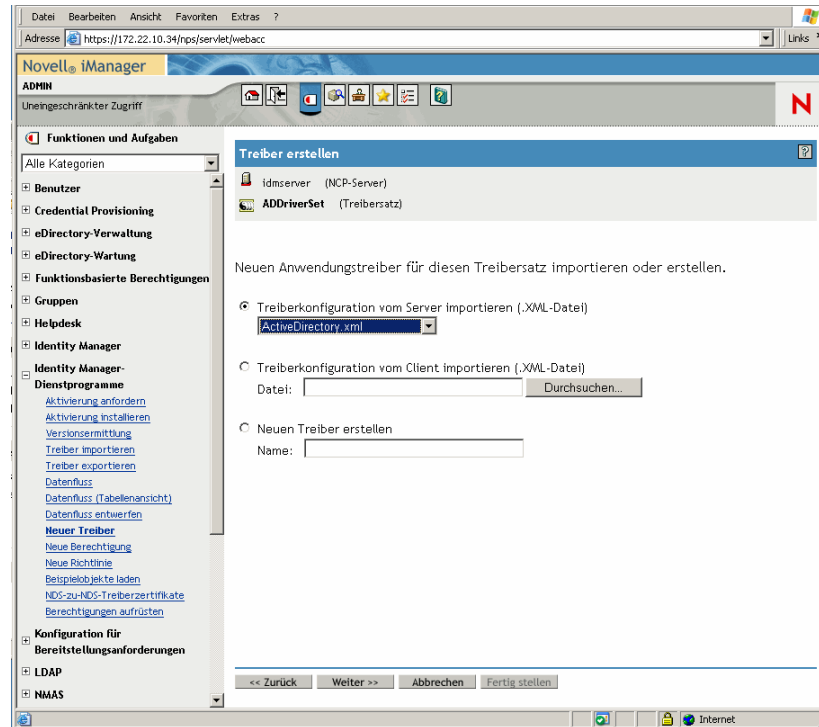 Datei Bearbeiten Ansicht Favoriten Extras ?
Adresse https://172.22.10.34/nps/servlet/webacc Links
Novell® iManager
ADMIN
Uneingeschränkter Zugriff
N
Funktionen und Aufgaben
Alle Kategorien
Benutzer
Credential Provisioning
eDirectory-Verwaltung
eDirectory-Wartung
Funktionsbasierte Berechtigungen
Gruppen
Helpdesk
Identity Manager
Identity Manager-
Dienstprogramme
Aktivierung anfordern
Aktivierung installieren
Versionsermittlung
Treiber importieren
Treiber exportieren
Datenfluss
Datenfluss (Tabellenansicht)
Datenfluss entwerfen
Neuer Treiber
Neue Berechtigung
Neue Richtlinie
Beispielobjekte laden
NDS-zu-NDS-Treiberzertifikate
Berechtigungen aufrüsten
Konfiguration für
Bereitstellungsanforderungen
LDAP
NMAS
Treiber erstellen ?
idmserver (NCP-Server)
ADDriverSet (Treibersatz)
Neuen Anwendungstreiber für diesen Treibersatz importieren oder erstellen.
Treiberkonfiguration vom Server importieren (.XML-Datei)
ActiveDirectory.xml
Treiberkonfiguration vom Client importieren (.XML-Datei)
Datei: Durchsuchen...
Neuen Treiber erstellen
Name:
<< Zurück Weiter >> Abbrechen Fertig stellen
Internet